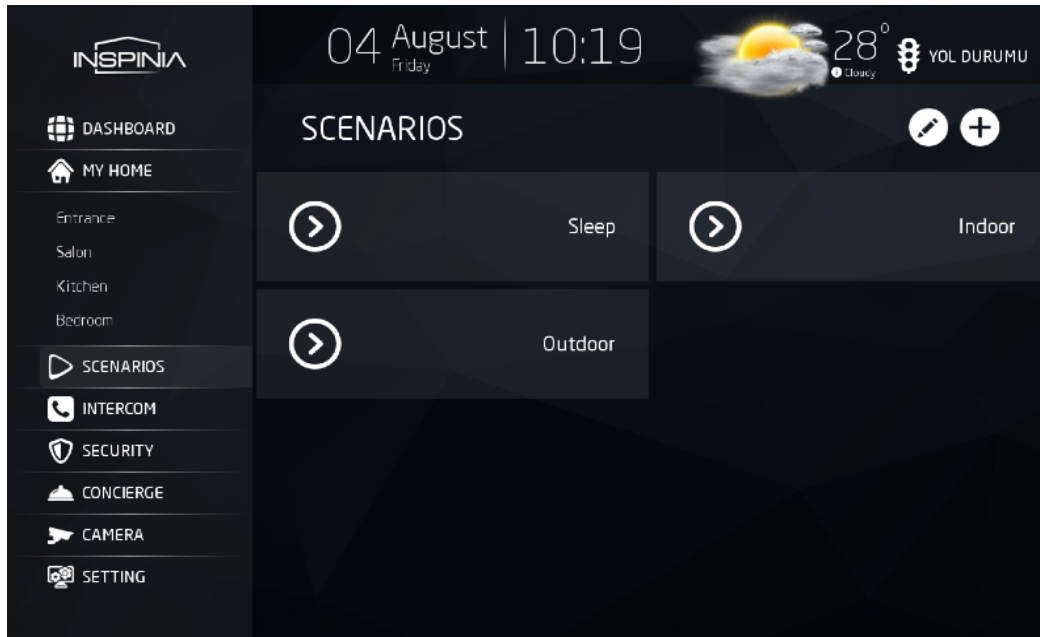 INSPINIA
04 August
Friday
10:19
28°
Cloudy
YOL DURUMU
DASHBOARD
MY HOME
Entrance
Salon
Kitchen
Bedroom
SCENARIOS
INTERCOM
SECURITY
CONCIERGE
CAMERA
SETTING
SCENARIOS
Sleep
Indoor
Outdoor